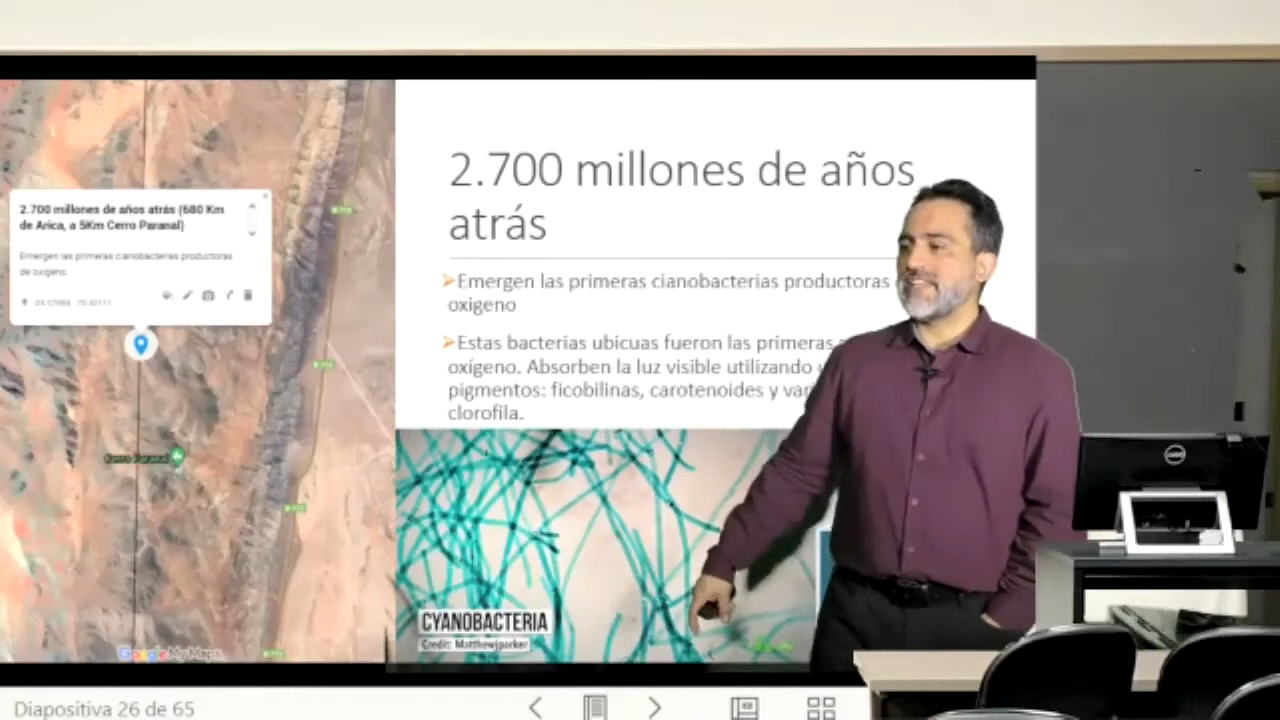 2.700 millones de años
atrás
Emergen las primeras cianobacterias productoras
oxigeno
Estas bacterias ubicuas fueron las primeras
oxígeno. Absorben la luz visible utilizando
pigmentos: ficobilinas, carotenoides y var
clorofila.
2.700 millones de años atrás (680 Km
de Arica, a 5Km Cerro Paranal)
Emergen las primeras cianobacterias productoras
de oxigeno
Cerro Paranal
Google My Maps
CYANOBACTERIA
Credit: Matthewjparker
DELL
Diapositiva 26 de 65